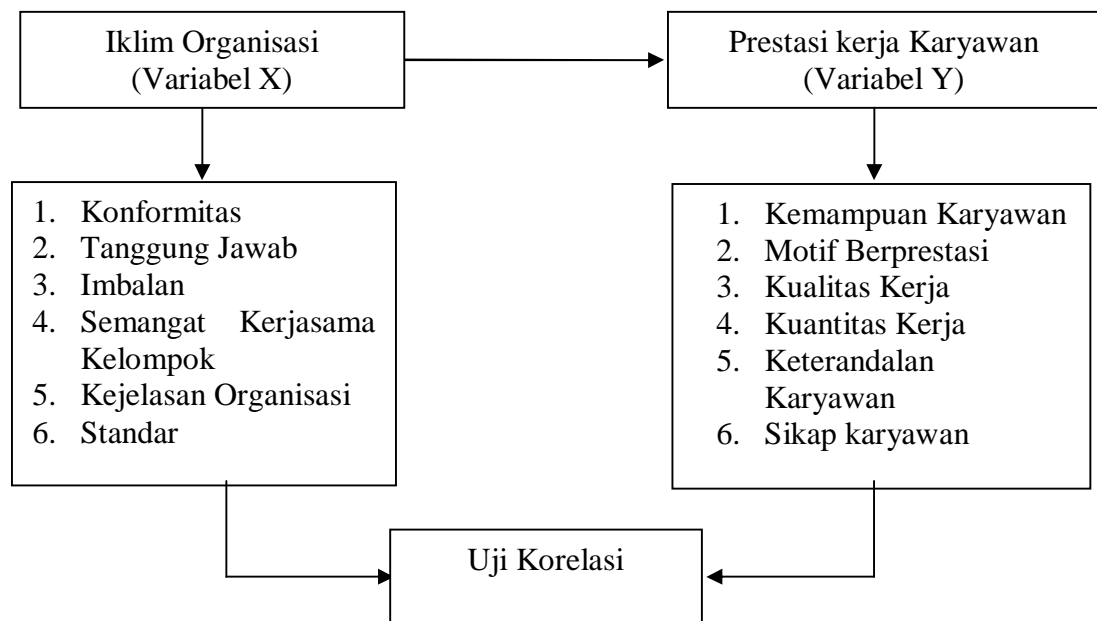 Iklim Organisasi
(Variabel X)
Prestasi kerja Karyawan
(Variabel Y)
1. Konformitas
2. Tanggung Jawab
3. Imbalan
4. Semangat Kerjasama
Kelompok
5. Kejelasan Organisasi
6. Standar
1. Kemampuan Karyawan
2. Motif Berprestasi
3. Kualitas Kerja
4. Kuantitas Kerja
5. Keterandalan
Karyawan
6. Sikap karyawan
Uji Korelasi